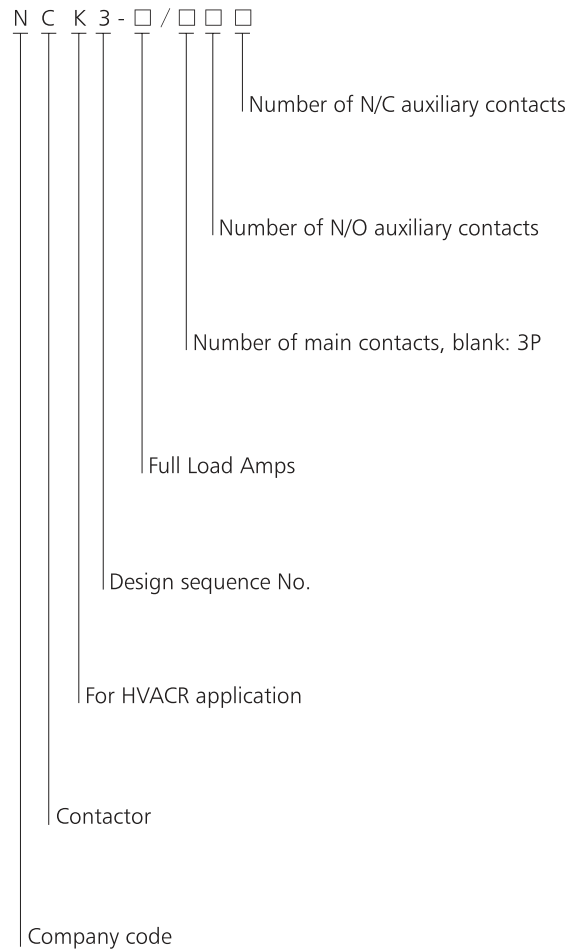 N C K 3 - □ / □ □ □
Number of N/C auxiliary contacts
Number of N/O auxiliary contacts
Number of main contacts, blank: 3P
Full Load Amps
Design sequence No.
For HVACR application
Contactor
Company code